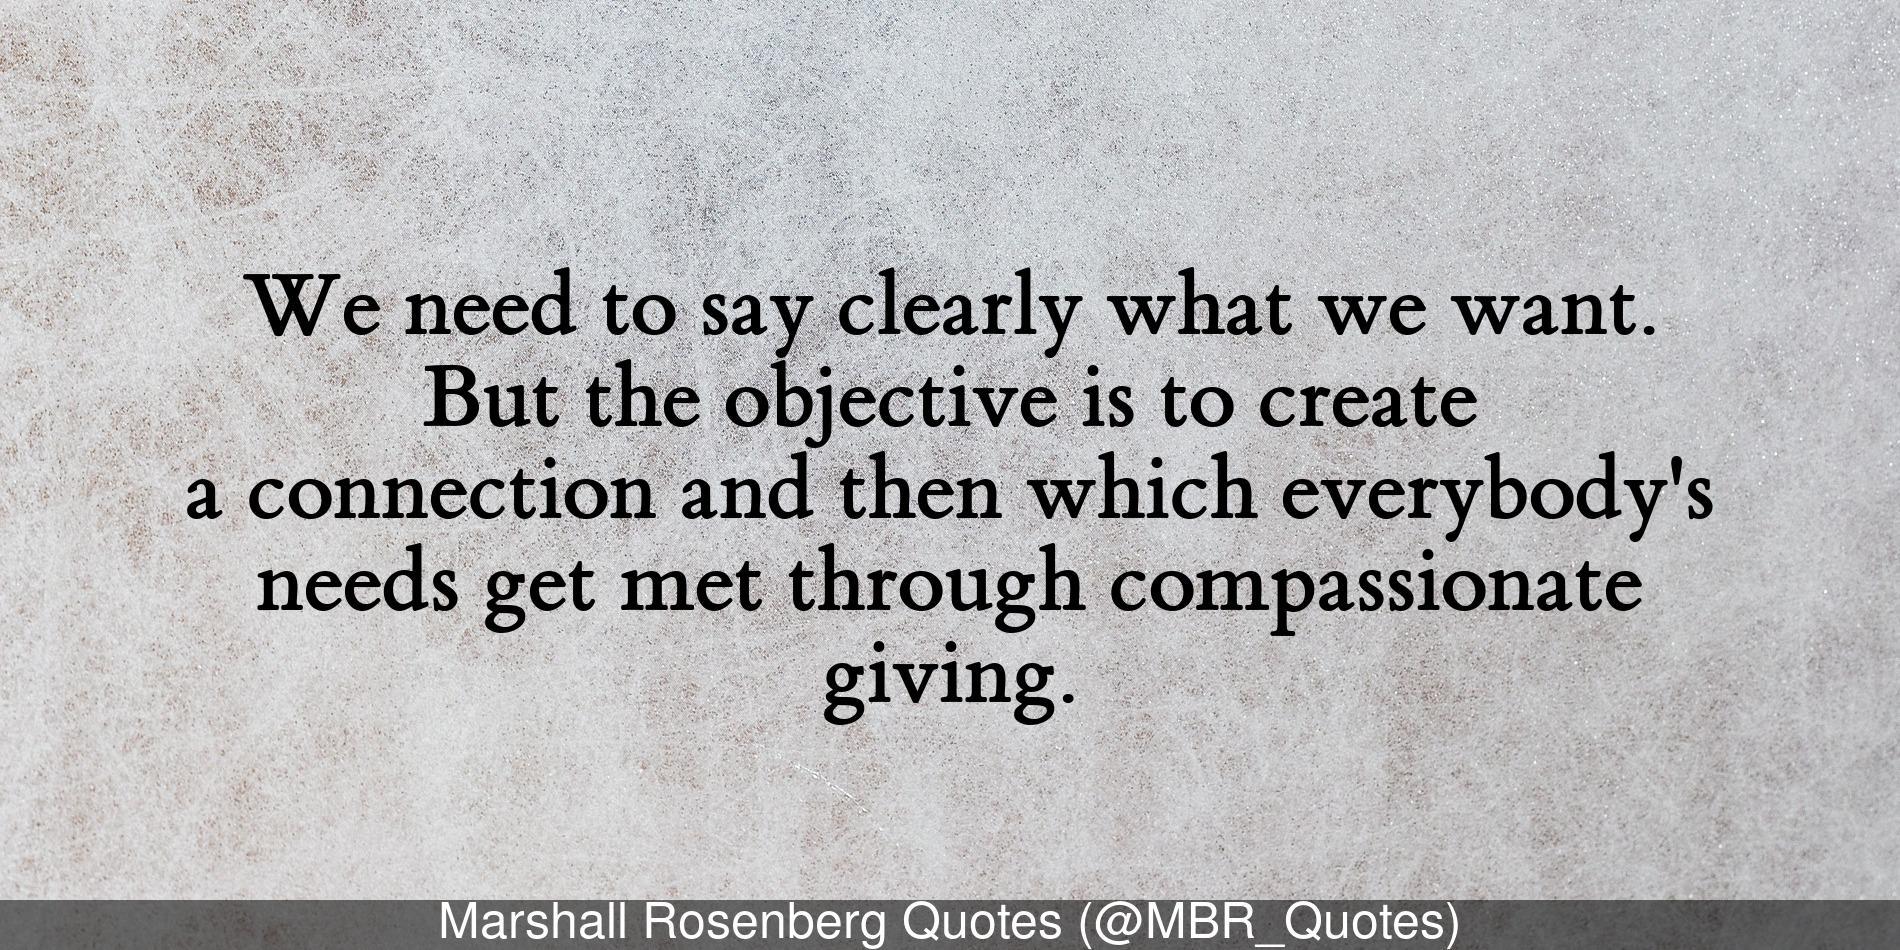 We need to say clearly what we want.
But the objective is to create
a connection and then which everybody's
needs get met through compassionate
giving.
Marshall Rosenberg Quotes (@MBR_Quotes)